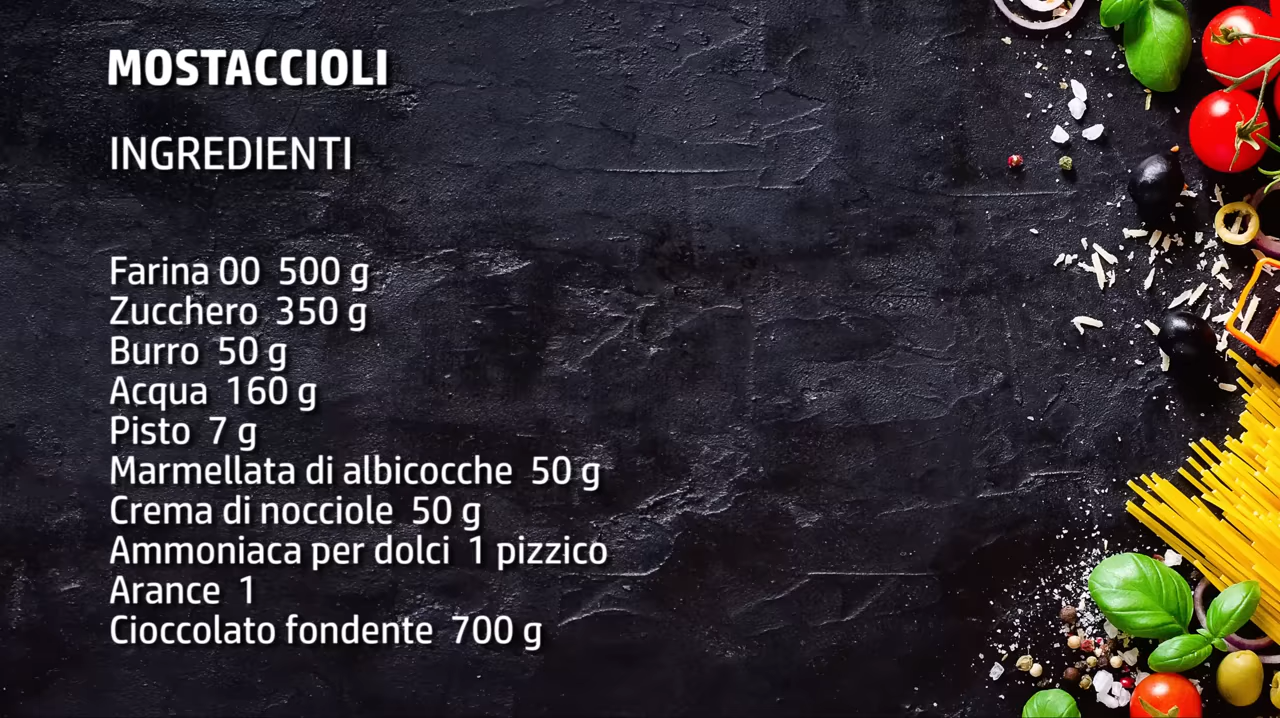 MOSTACCIOLI
INGREDIENTI
Farina 00 500 g
Zucchero 350 g
Burro 50 g
Acqua 160 g
Pisto 7 g
Marmellata di albicocche 50 g
Crema di nocciole 50 g
Ammoniaca per dolci 1 pizzico
Arance 1
Cioccolato fondente 700 g